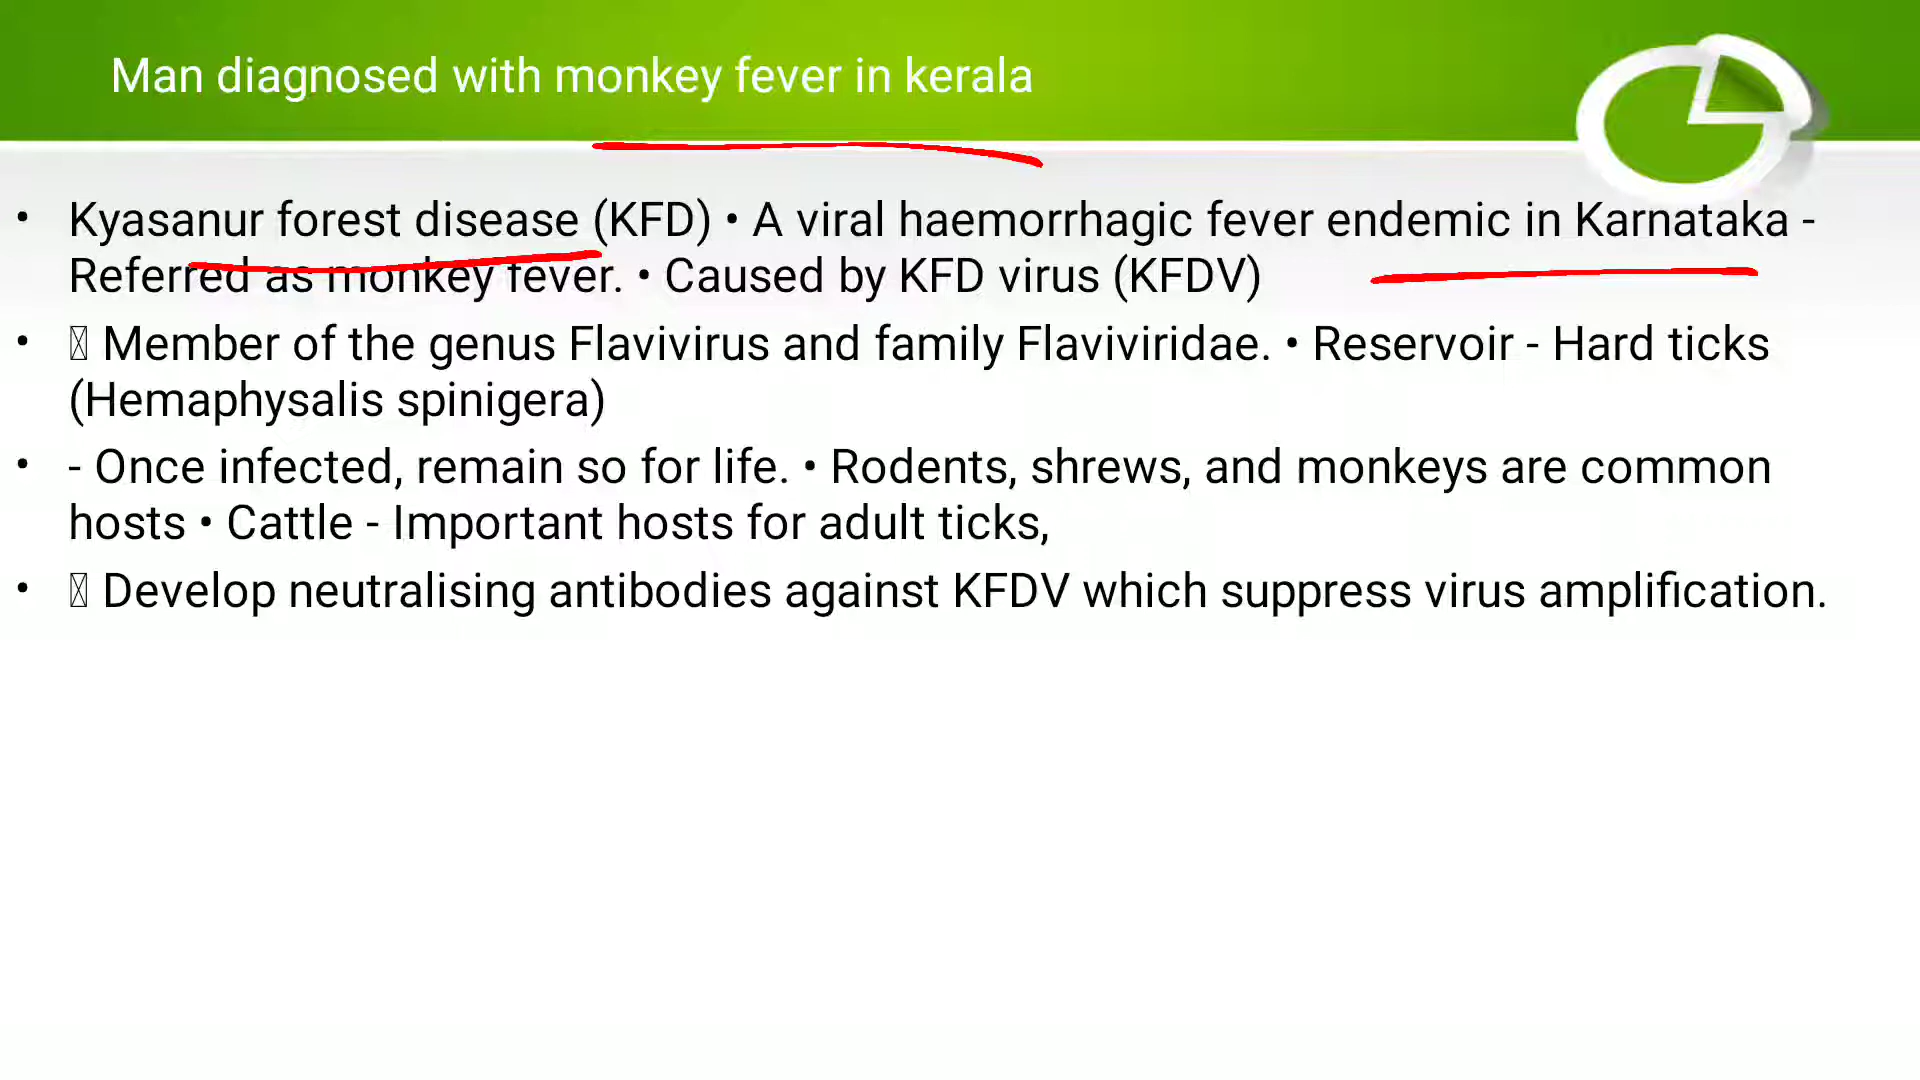 Man diagnosed with monkey fever in kerala
• Kyasanur forest disease (KFD) • A viral haemorrhagic fever endemic in Karnataka -
Referred as monkey fever. • Caused by KFD virus (KFDV)
• Member of the genus Flavivirus and family Flaviviridae. • Reservoir - Hard ticks
(Hemaphysalis spinigera)
• - Once infected, remain so for life. • Rodents, shrews, and monkeys are common
hosts • Cattle - Important hosts for adult ticks,
• Develop neutralising antibodies against KFDV which suppress virus amplification.